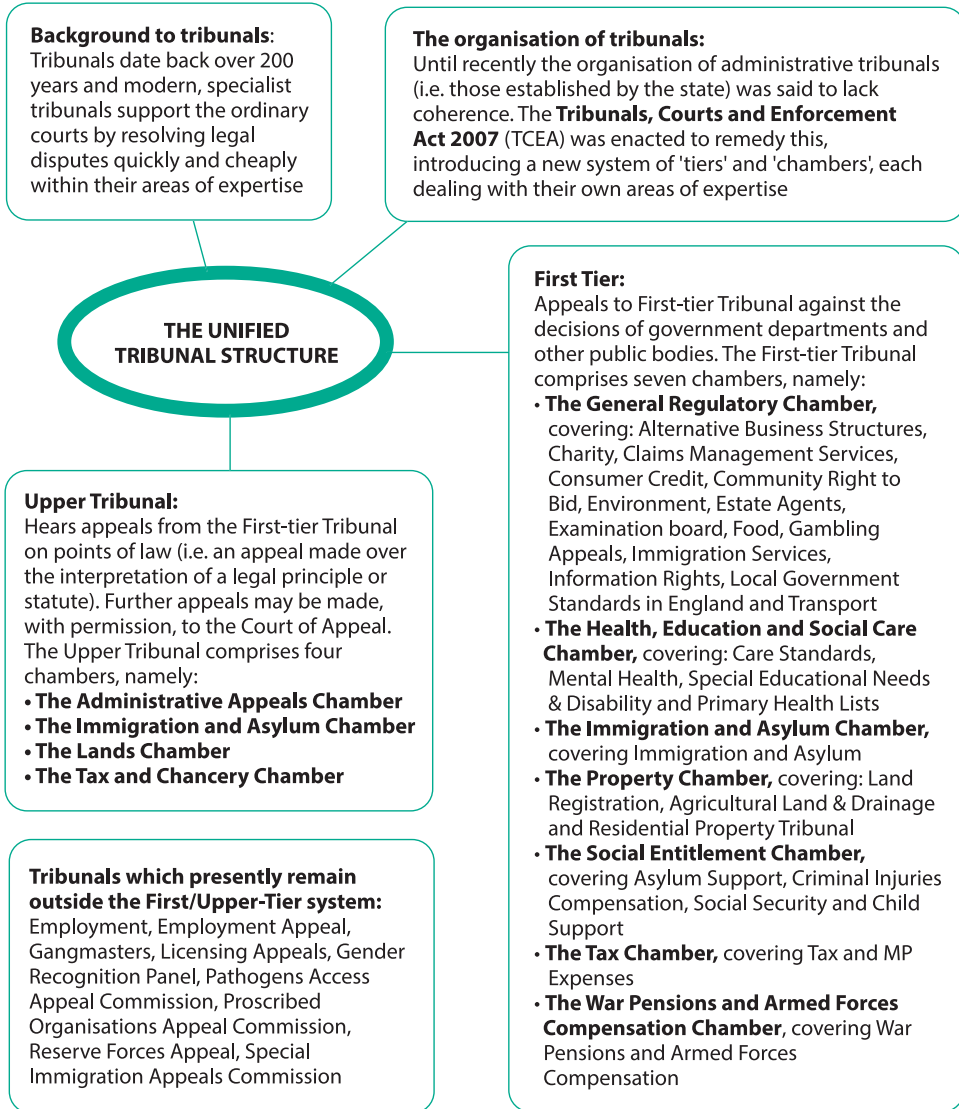 Background to tribunals:
Tribunals date back over 200
years and modern, specialist
tribunals support the ordinary
courts by resolving legal
disputes quickly and cheaply
within their areas of expertise
The organisation of tribunals:
Until recently the organisation of administrative tribunals
(i.e. those established by the state) was said to lack
coherence. The Tribunals, Courts and Enforcement
Act 2007 (TCEA) was enacted to remedy this,
introducing a new system of 'tiers' and 'chambers', each
dealing with their own areas of expertise
THE UNIFIED
TRIBUNAL STRUCTURE
First Tier:
Appeals to First-tier Tribunal against the
decisions of government departments and
other public bodies. The First-tier Tribunal
comprises seven chambers, namely:
• The General Regulatory Chamber,
covering: Alternative Business Structures,
Charity, Claims Management Services,
Consumer Credit, Community Right to
Bid, Environment, Estate Agents,
Examination board, Food, Gambling
Appeals, Immigration Services,
Information Rights, Local Government
Standards in England and Transport
• The Health, Education and Social Care
Chamber, covering: Care Standards,
Mental Health, Special Educational Needs
& Disability and Primary Health Lists
• The Immigration and Asylum Chamber,
covering Immigration and Asylum
• The Property Chamber, covering: Land
Registration, Agricultural Land & Drainage
and Residential Property Tribunal
• The Social Entitlement Chamber,
covering Asylum Support, Criminal Injuries
Compensation, Social Security and Child
Support
• The Tax Chamber, covering Tax and MP
Expenses
• The War Pensions and Armed Forces
Compensation Chamber, covering War
Pensions and Armed Forces
Compensation
Upper Tribunal:
Hears appeals from the First-tier Tribunal
on points of law (i.e. an appeal made over
the interpretation of a legal principle or
statute). Further appeals may be made,
with permission, to the Court of Appeal.
The Upper Tribunal comprises four
chambers, namely:
• The Administrative Appeals Chamber
• The Immigration and Asylum Chamber
• The Lands Chamber
• The Tax and Chancery Chamber
Tribunals which presently remain
outside the First/Upper-Tier system:
Employment, Employment Appeal,
Gangmasters, Licensing Appeals, Gender
Recognition Panel, Pathogens Access
Appeal Commission, Proscribed
Organisations Appeal Commission,
Reserve Forces Appeal, Special
Immigration Appeals Commission